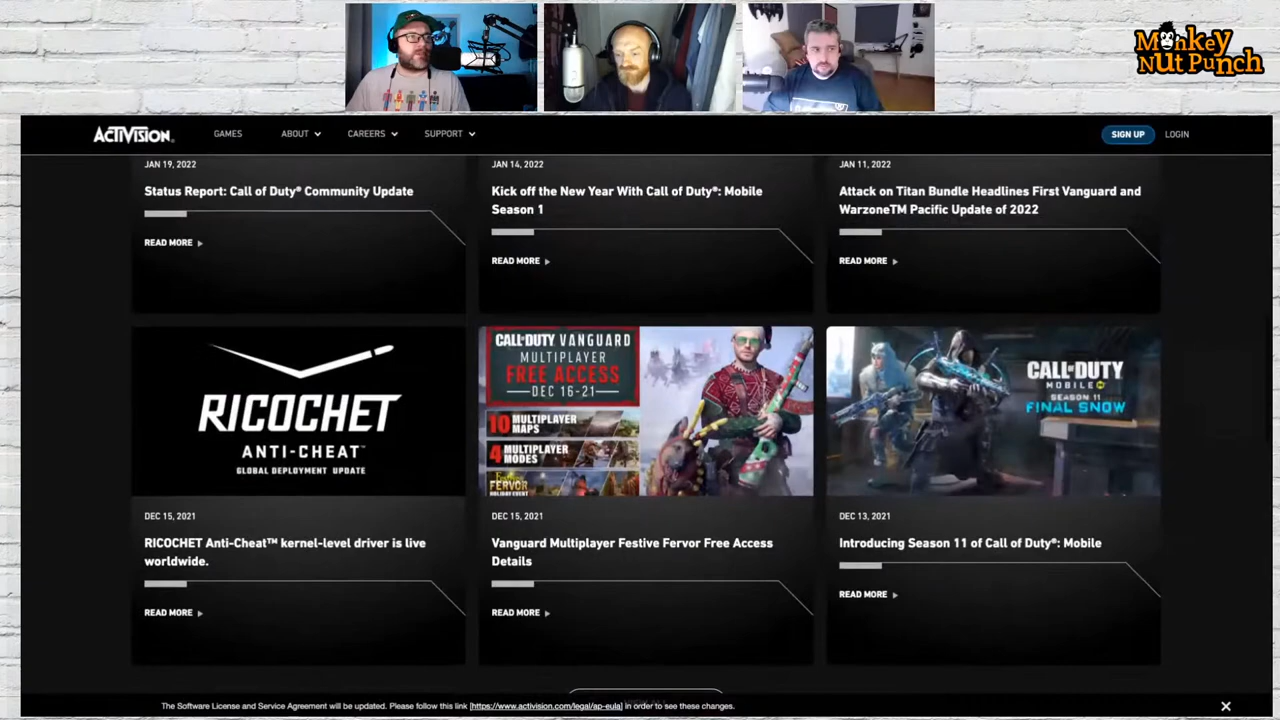 Monkey
Nut Punch
ACTIVISION
GAMES
ABOUT
CAREERS
SUPPORT
SIGN UP
LOGIN
JAN 19, 2022
Status Report: Call of Duty® Community Update
READ MORE
JAN 14, 2022
Kick off the New Year With Call of Duty®: Mobile
Season 1
READ MORE
JAN 11, 2022
Attack on Titan Bundle Headlines First Vanguard and
WarzoneTM Pacific Update of 2022
READ MORE
RICOCHET
ANTI-CHEAT™
GLOBAL DEPLOYMENT UPDATE
DEC 15, 2021
RICOCHET Anti-Cheat™ kernel-level driver is live
worldwide.
READ MORE
CALL OF DUTY VANGUARD
MULTIPLAYER
FREE ACCESS
DEC 16-21
10 MULTIPLAYER
MAPS
4 MULTIPLAYER
MODES
FESTIVE
FERVOR
HOLIDAY EVENT
DEC 15, 2021
Vanguard Multiplayer Festive Fervor Free Access
Details
READ MORE
CALL OF DUTY
MOBILE
SEASON 11
FINAL SNOW
DEC 13, 2021
Introducing Season 11 of Call of Duty®: Mobile
READ MORE
The Software License and Service Agreement will be updated. Please follow this link [https://www.activision.com/legal/ap-eula] in order to see these changes.